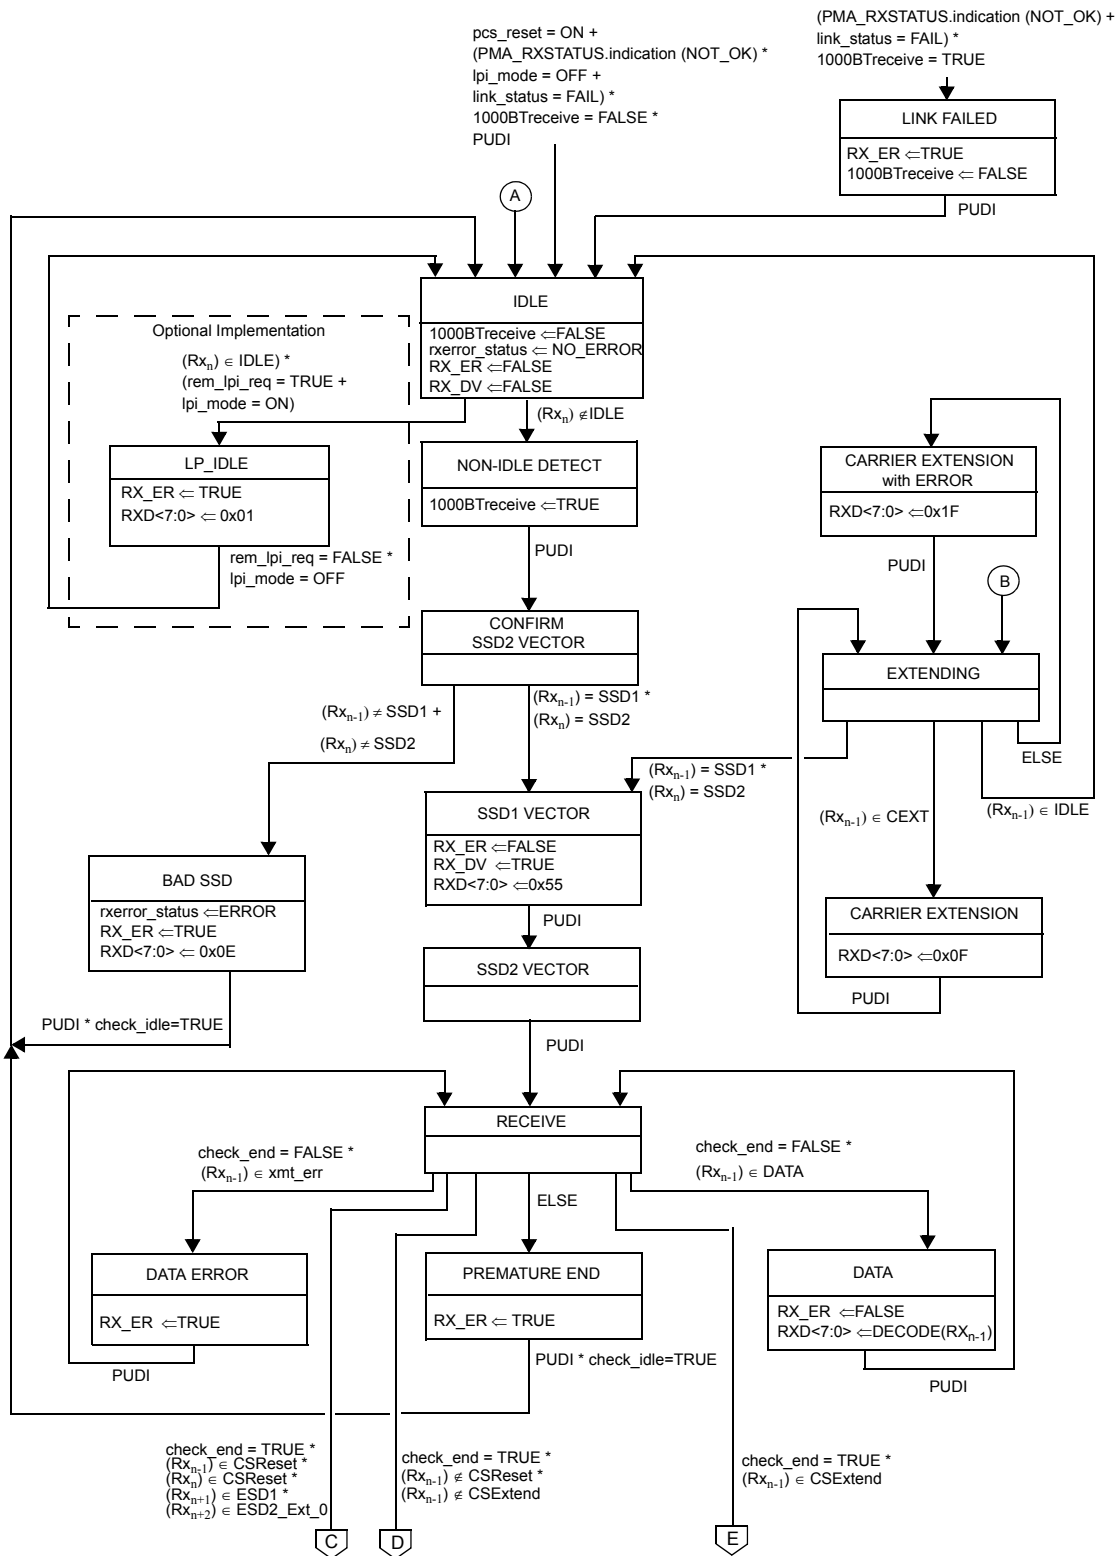 pcs_reset = ON +
(PMA_RXSTATUS.indication (NOT_OK) *
lpi_mode = OFF +
link_status = FAIL) *
1000BTreceive = FALSE *
PUDI
(PMA_RXSTATUS.indication (NOT_OK) +
link_status = FAIL) *
1000BTreceive = TRUE
LINK FAILED
RX_ER ⇐TRUE
1000BTreceive ⇐ FALSE
PUDI
A
IDLE
1000BTreceive ⇐FALSE
rxerror_status ⇐ NO_ERROR
RX_ER ⇐FALSE
RX_DV ⇐FALSE
Optional Implementation
(Rxn) ∈ IDLE) *
(rem_lpi_req = TRUE +
lpi_mode = ON)
(Rxn) ∉IDLE
LP_IDLE
RX_ER ⇐ TRUE
RXD<7:0> ⇐ 0x01
rem_lpi_req = FALSE *
lpi_mode = OFF
NON-IDLE DETECT
1000BTreceive ⇐TRUE
PUDI
CARRIER EXTENSION
with ERROR
RXD<7:0> ⇐0x1F
PUDI
B
CONFIRM
SSD2 VECTOR
EXTENDING
(Rxn-1) ≠ SSD1 +
(Rxn) ≠ SSD2
(Rxn-1) = SSD1 *
(Rxn) = SSD2
(Rxn-1) = SSD1 *
(Rxn) = SSD2
ELSE
(Rxn-1) ∈ CEXT
(Rxn-1) ∈ IDLE
SSD1 VECTOR
RX_ER ⇐FALSE
RX_DV ⇐TRUE
RXD<7:0> ⇐0x55
PUDI
BAD SSD
rxerror_status ⇐ERROR
RX_ER ⇐TRUE
RXD<7:0> ⇐ 0x0E
CARRIER EXTENSION
RXD<7:0> ⇐0x0F
PUDI
SSD2 VECTOR
PUDI * check_idle=TRUE
PUDI
RECEIVE
check_end = FALSE *
(Rxn-1) ∈ xmt_err
ELSE
check_end = FALSE *
(Rxn-1) ∈ DATA
DATA ERROR
RX_ER ⇐TRUE
PUDI
PREMATURE END
RX_ER ⇐ TRUE
PUDI * check_idle=TRUE
DATA
RX_ER ⇐FALSE
RXD<7:0> ⇐DECODE(RXn-1)
PUDI
check_end = TRUE *
(Rxn-1) ∈ CSReset *
(Rxn) ∈ CSReset *
(Rxn+1) ∈ ESD1 *
(Rxn+2) ∈ ESD2_Ext_0
check_end = TRUE *
(Rxn-1) ∉ CSReset *
(Rxn-1) ∉ CSExtend
check_end = TRUE *
(Rxn-1) ∈ CSExtend
C
D
E